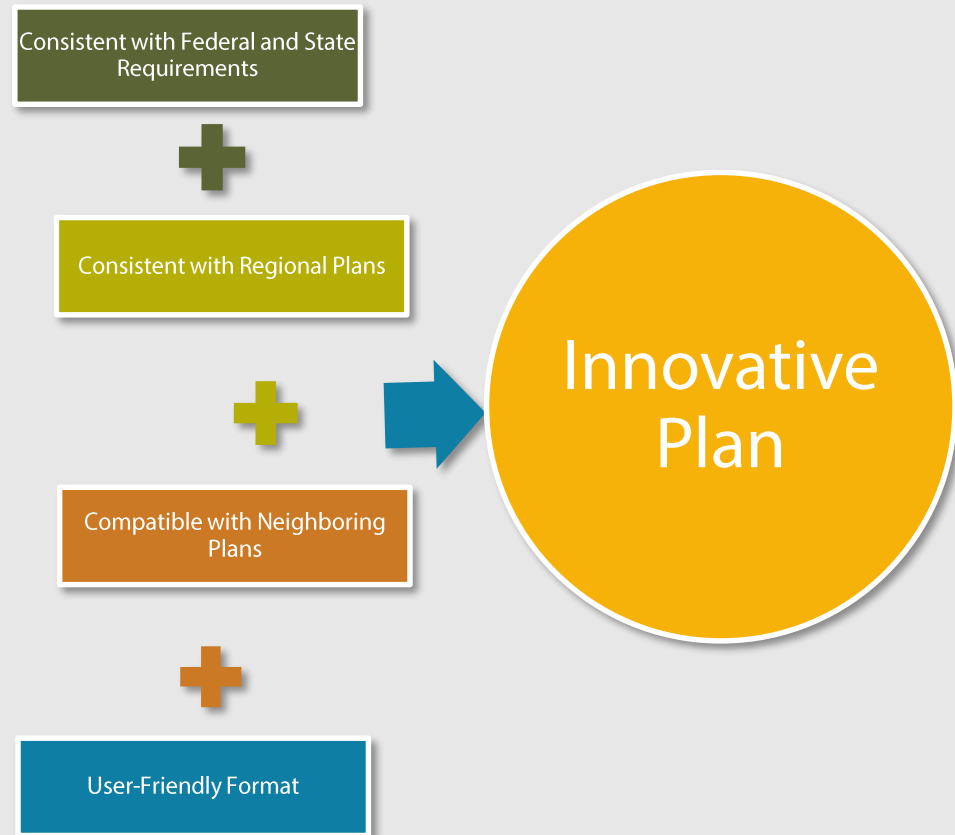 Consistent with Federal and State
Requirements
Consistent with Regional Plans
Compatible with Neighboring
Plans
User-Friendly Format
Innovative
Plan